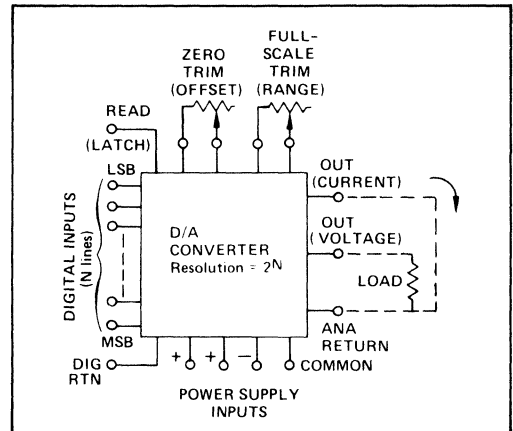 ZERO
TRIM
(OFFSET)
FULL-
SCALE
TRIM
(RANGE)
READ
(LATCH)
LSB
DIGITAL INPUTS
(N lines)
MSB
DIG
RTN
D/A
CONVERTER
Resolution = 2N
OUT
(CURRENT)
OUT
(VOLTAGE)
LOAD
ANA
RETURN
+
+
−
COMMON
POWER SUPPLY
INPUTS